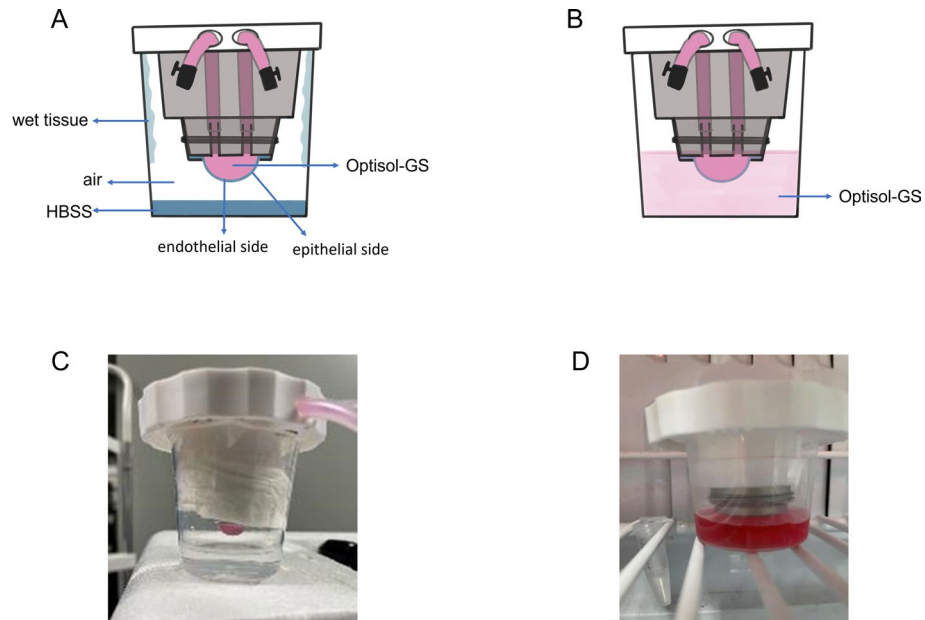 A
B
wet tissue
Optisol-GS
air
Optisol-GS
HBSS
endothelial side
epithelial side
C
D